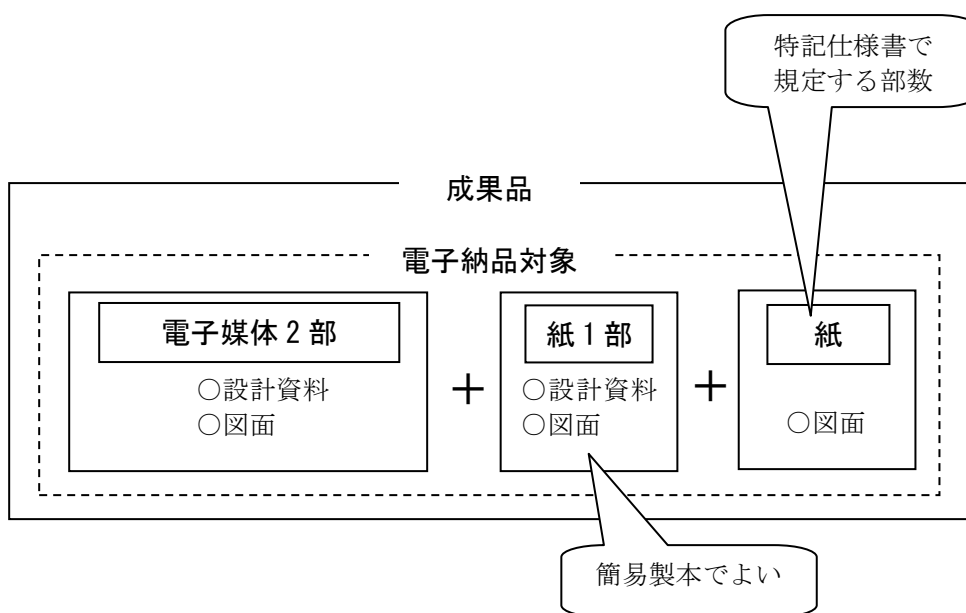 特記仕様書で
規定する部数
成果品
電子納品対象
電子媒体2部
○設計資料
○図面
＋
紙1部
○設計資料
○図面
＋
紙
○図面
簡易製本でよい